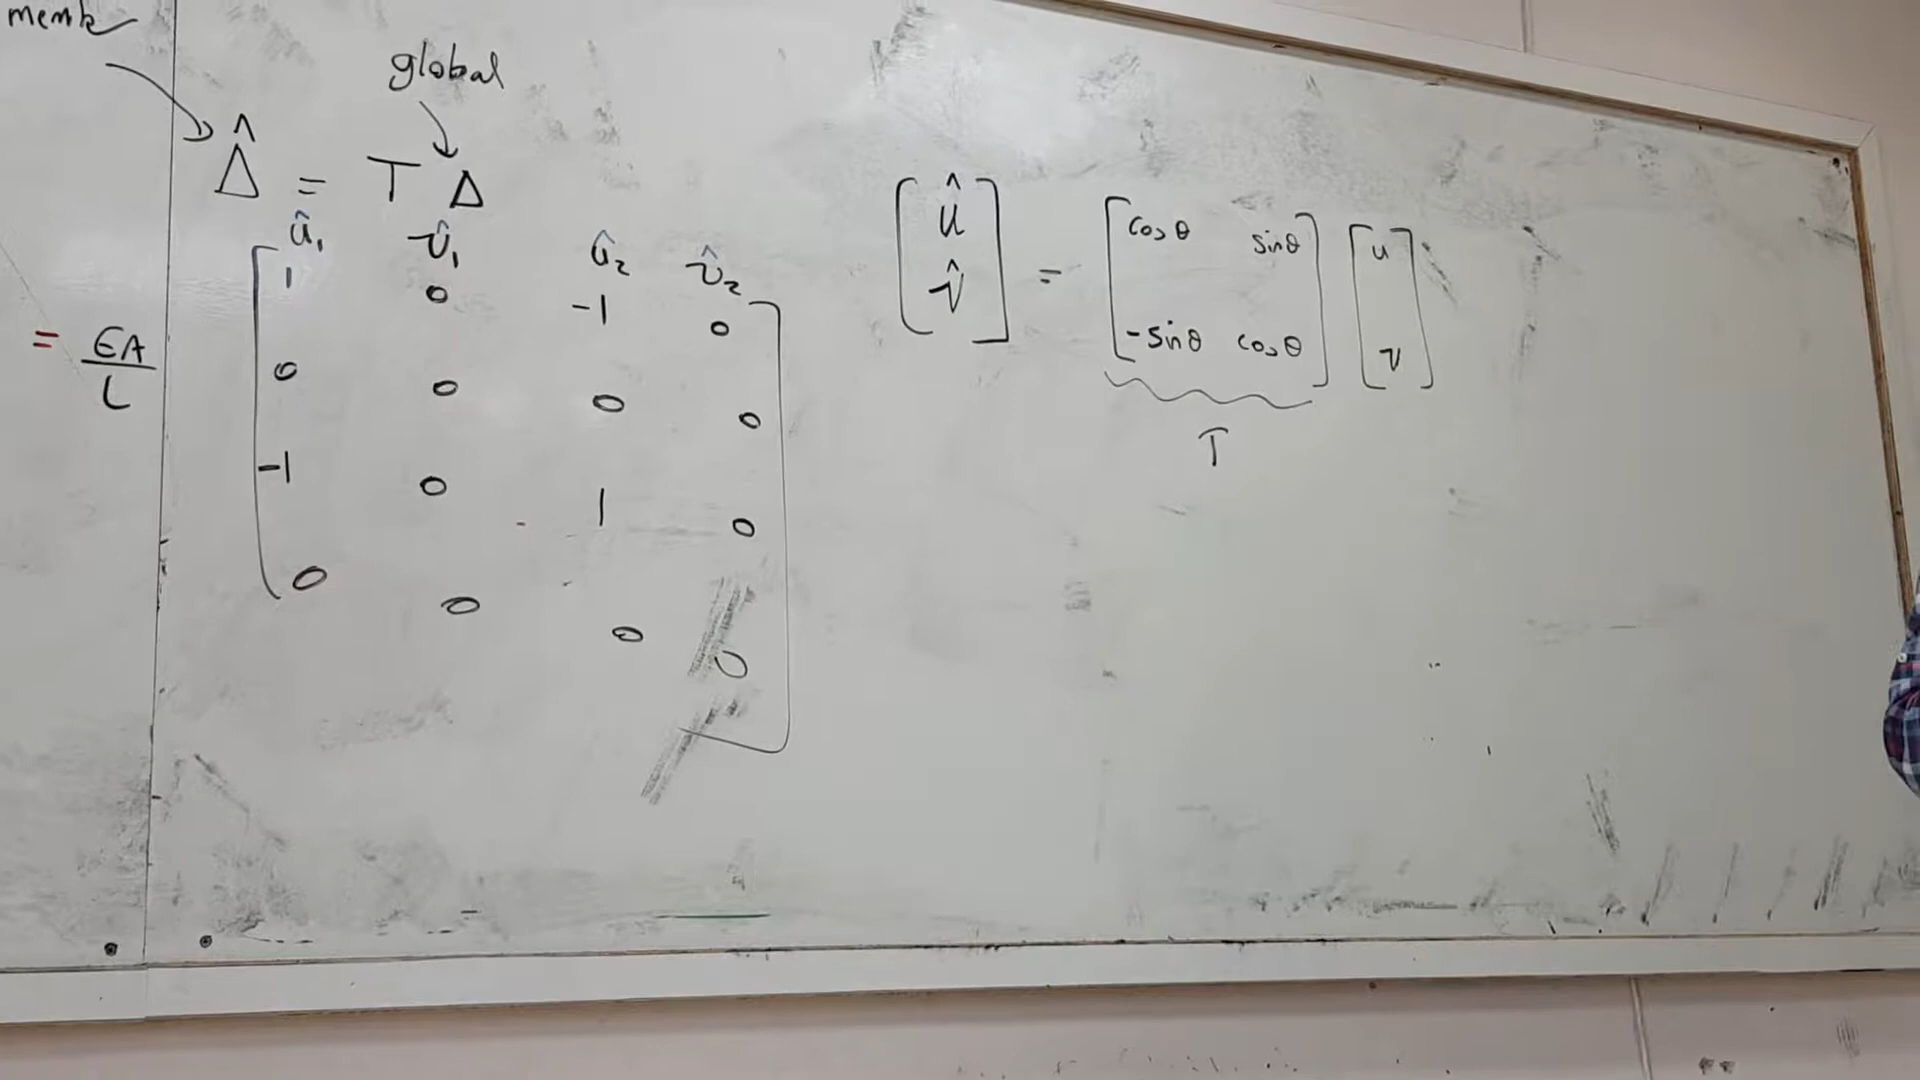 global
Δ̂ = T Δ
û₁ v̂₁ û₂ v̂₂
= EA/L [ 1 0 -1 0
0 0 0 0
-1 0 1 0
0 0 0 0 ]
[ û v̂ ] = [ cosθ sinθ -sinθ cosθ ] [ u v ]
T